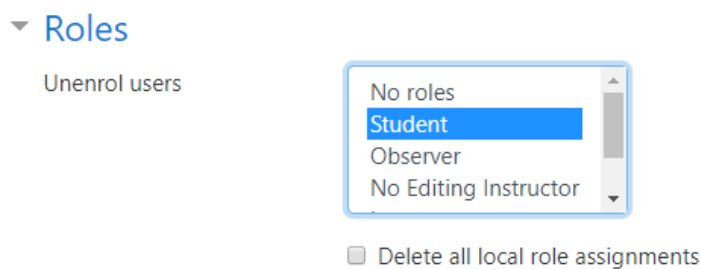 Roles
Unenrol users
No roles
Student
Observer
No Editing Instructor
Delete all local role assignments